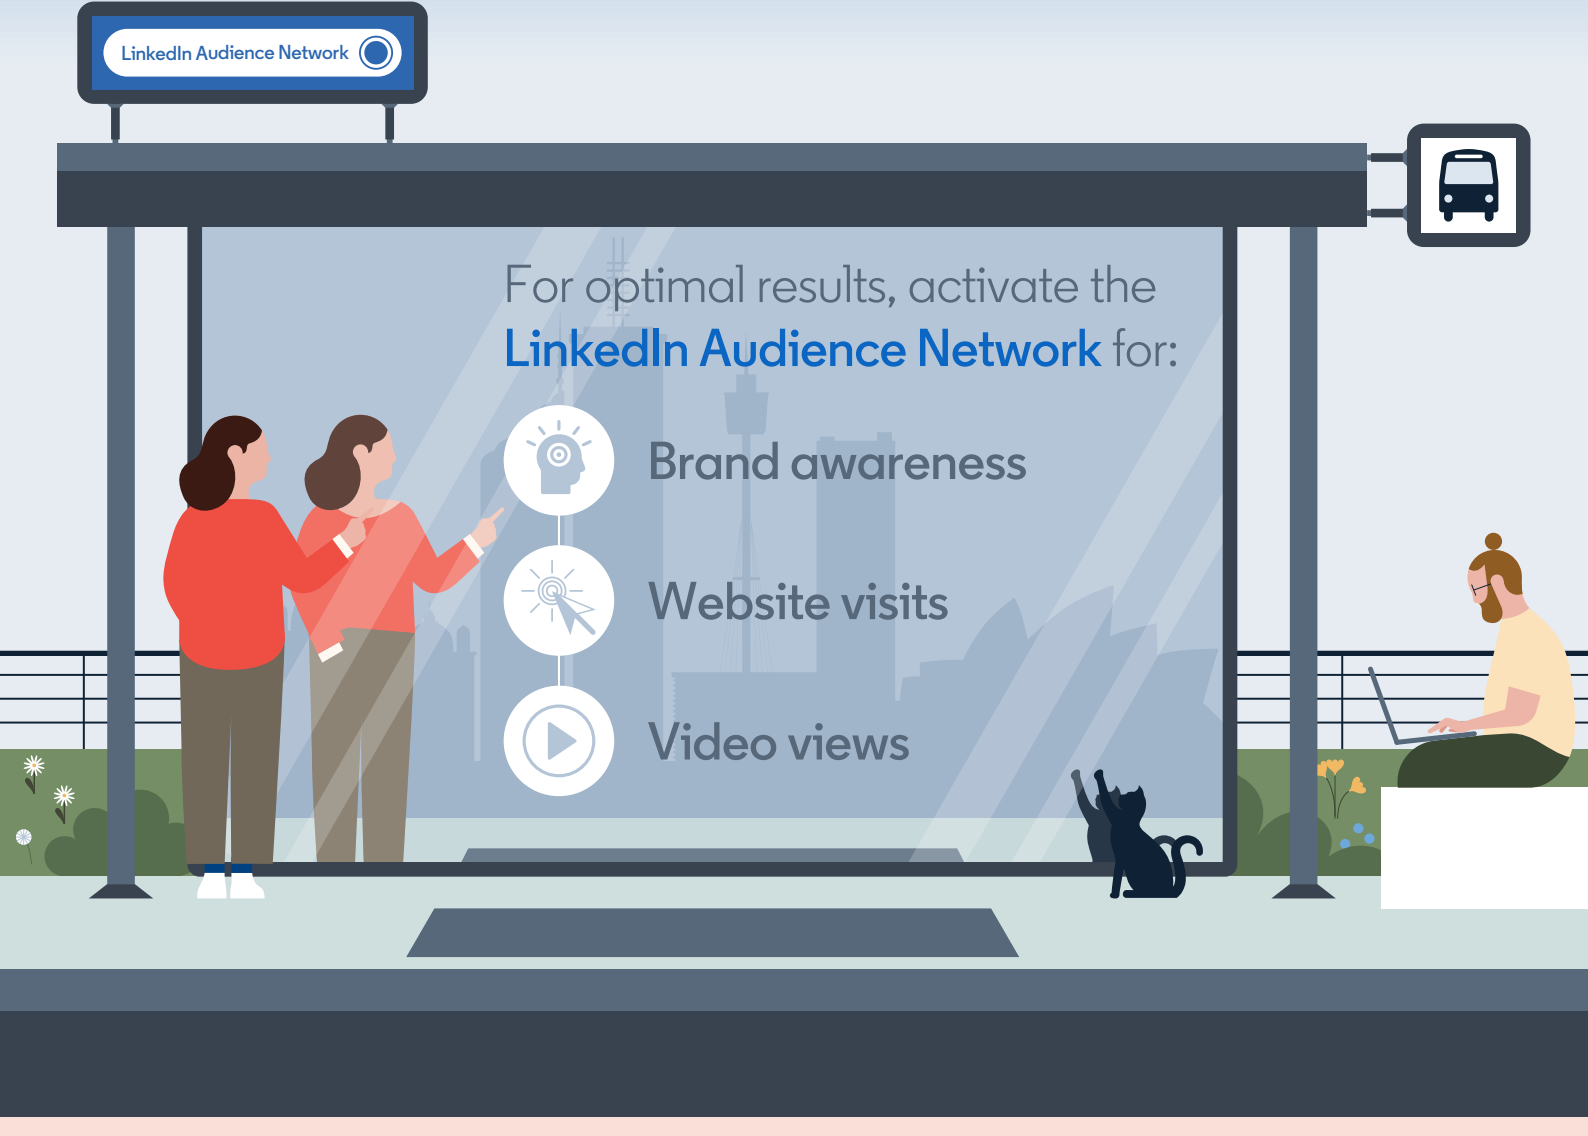 LinkedIn Audience Network
For optimal results, activate the
LinkedIn Audience Network for:
Brand awareness
Website visits
Video views